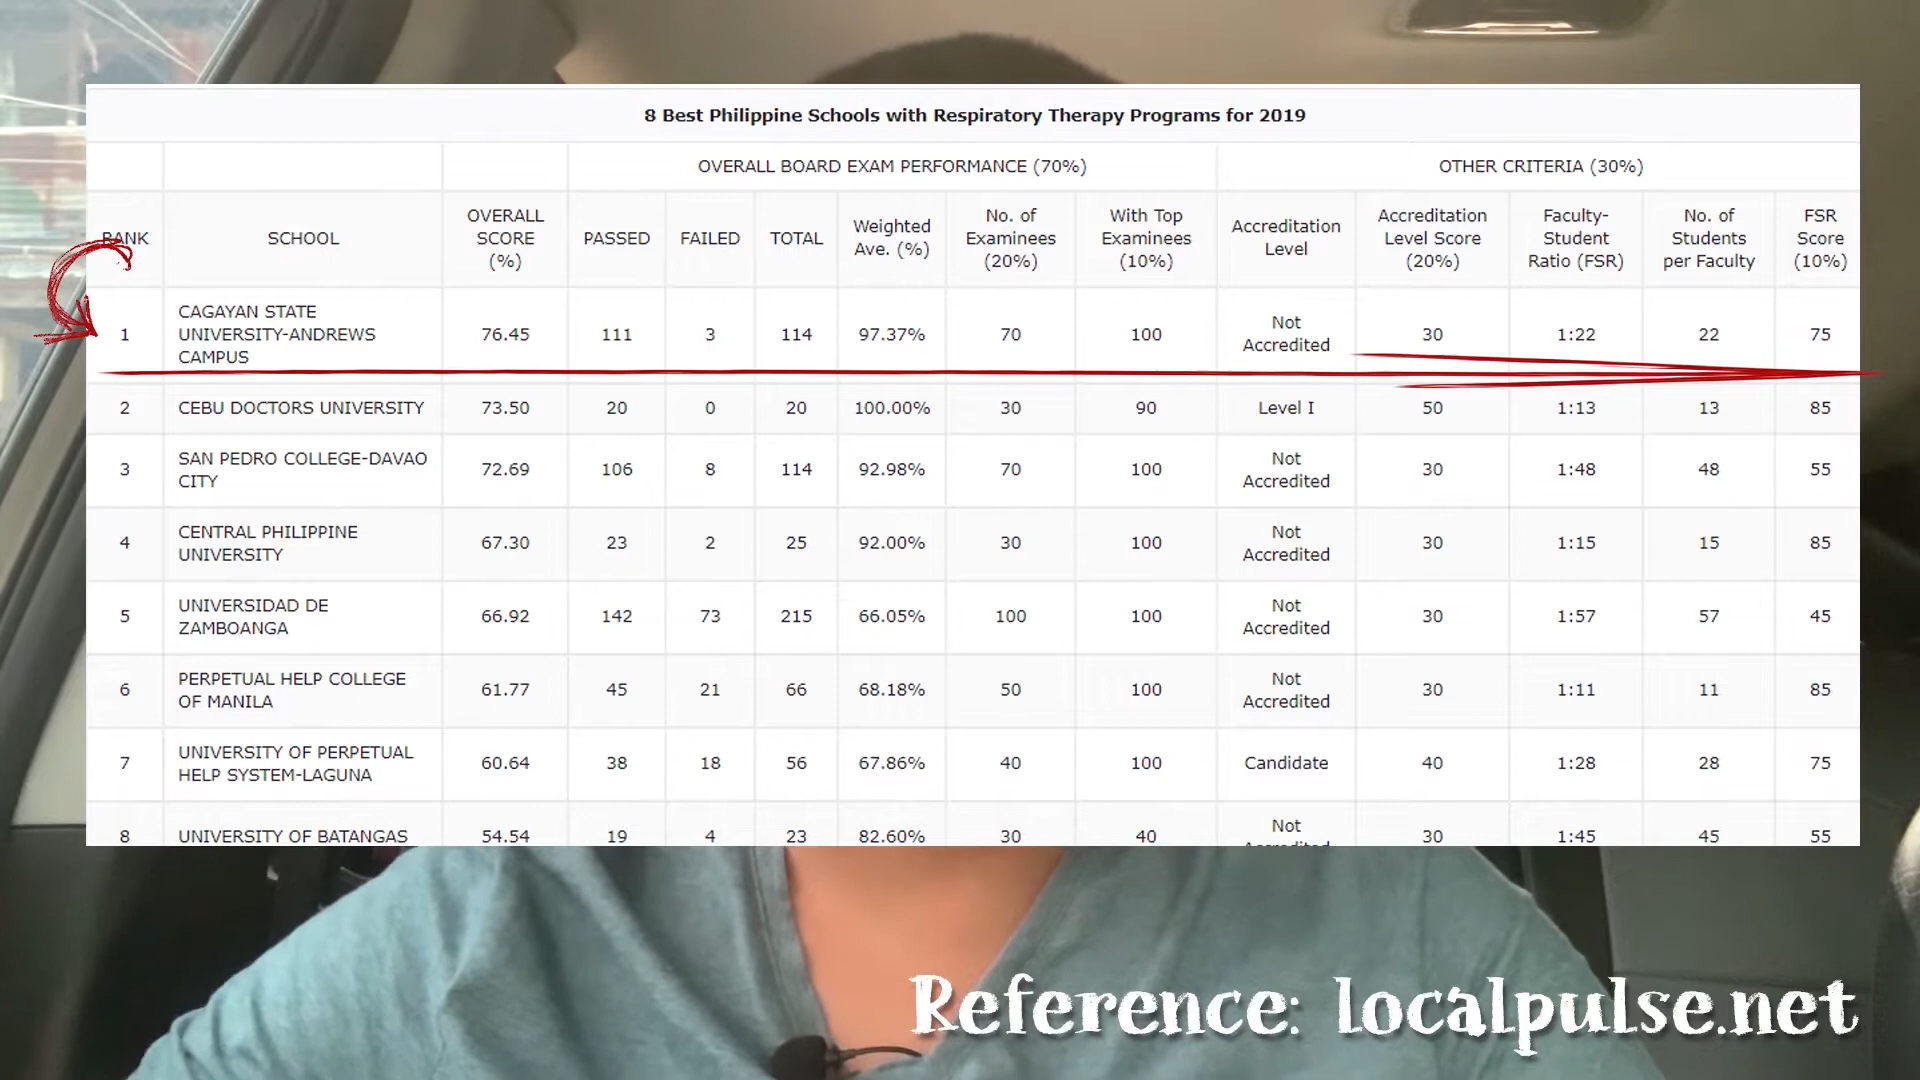 8 Best Philippine Schools with Respiratory Therapy Programs for 2019
OVERALL BOARD EXAM PERFORMANCE (70%) OTHER CRITERIA (30%)
RANK SCHOOL OVERALL SCORE (%) PASSED FAILED TOTAL Weighted Ave. (%) No. of Examinees (20%) With Top Examinees (10%) Accreditation Level Accreditation Level Score (20%) Faculty-Student Ratio (FSR) No. of Students per Faculty FSR Score (10%)
1 CAGAYAN STATE UNIVERSITY-ANDREWS CAMPUS 76.45 111 3 114 97.37% 70 100 Not Accredited 30 1:22 22 75
2 CEBU DOCTORS UNIVERSITY 73.50 20 0 20 100.00% 30 90 Level I 50 1:13 13 85
3 SAN PEDRO COLLEGE-DAVAO CITY 72.69 106 8 114 92.98% 70 100 Not Accredited 30 1:48 48 55
4 CENTRAL PHILIPPINE UNIVERSITY 67.30 23 2 25 92.00% 30 100 Not Accredited 30 1:15 15 85
5 UNIVERSIDAD DE ZAMBOANGA 66.92 142 73 215 66.05% 100 100 Not Accredited 30 1:57 57 45
6 PERPETUAL HELP COLLEGE OF MANILA 61.77 45 21 66 68.18% 50 100 Not Accredited 30 1:11 11 85
7 UNIVERSITY OF PERPETUAL HELP SYSTEM-LAGUNA 60.64 38 18 56 67.86% 40 100 Candidate 40 1:28 28 75
8 UNIVERSITY OF BATANGAS 54.54 19 4 23 82.60% 30 40 Not 30 1:45 45 55
Reference: localpulse.net